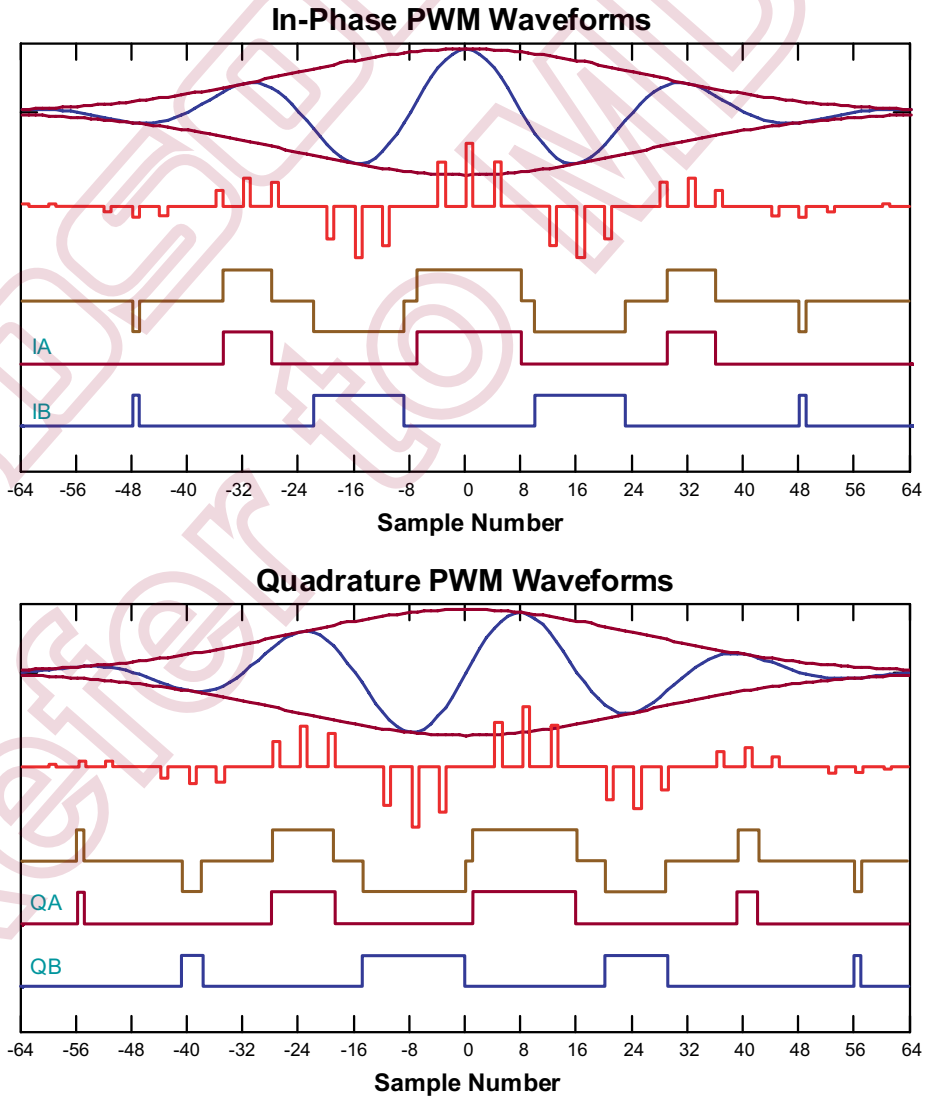 In-Phase PWM Waveforms
IA
IB
-64 -56 -48 -40 -32 -24 -16 -8 0 8 16 24 32 40 48 56 64
Sample Number
Quadrature PWM Waveforms
QA
QB
-64 -56 -48 -40 -32 -24 -16 -8 0 8 16 24 32 40 48 56 64
Sample Number